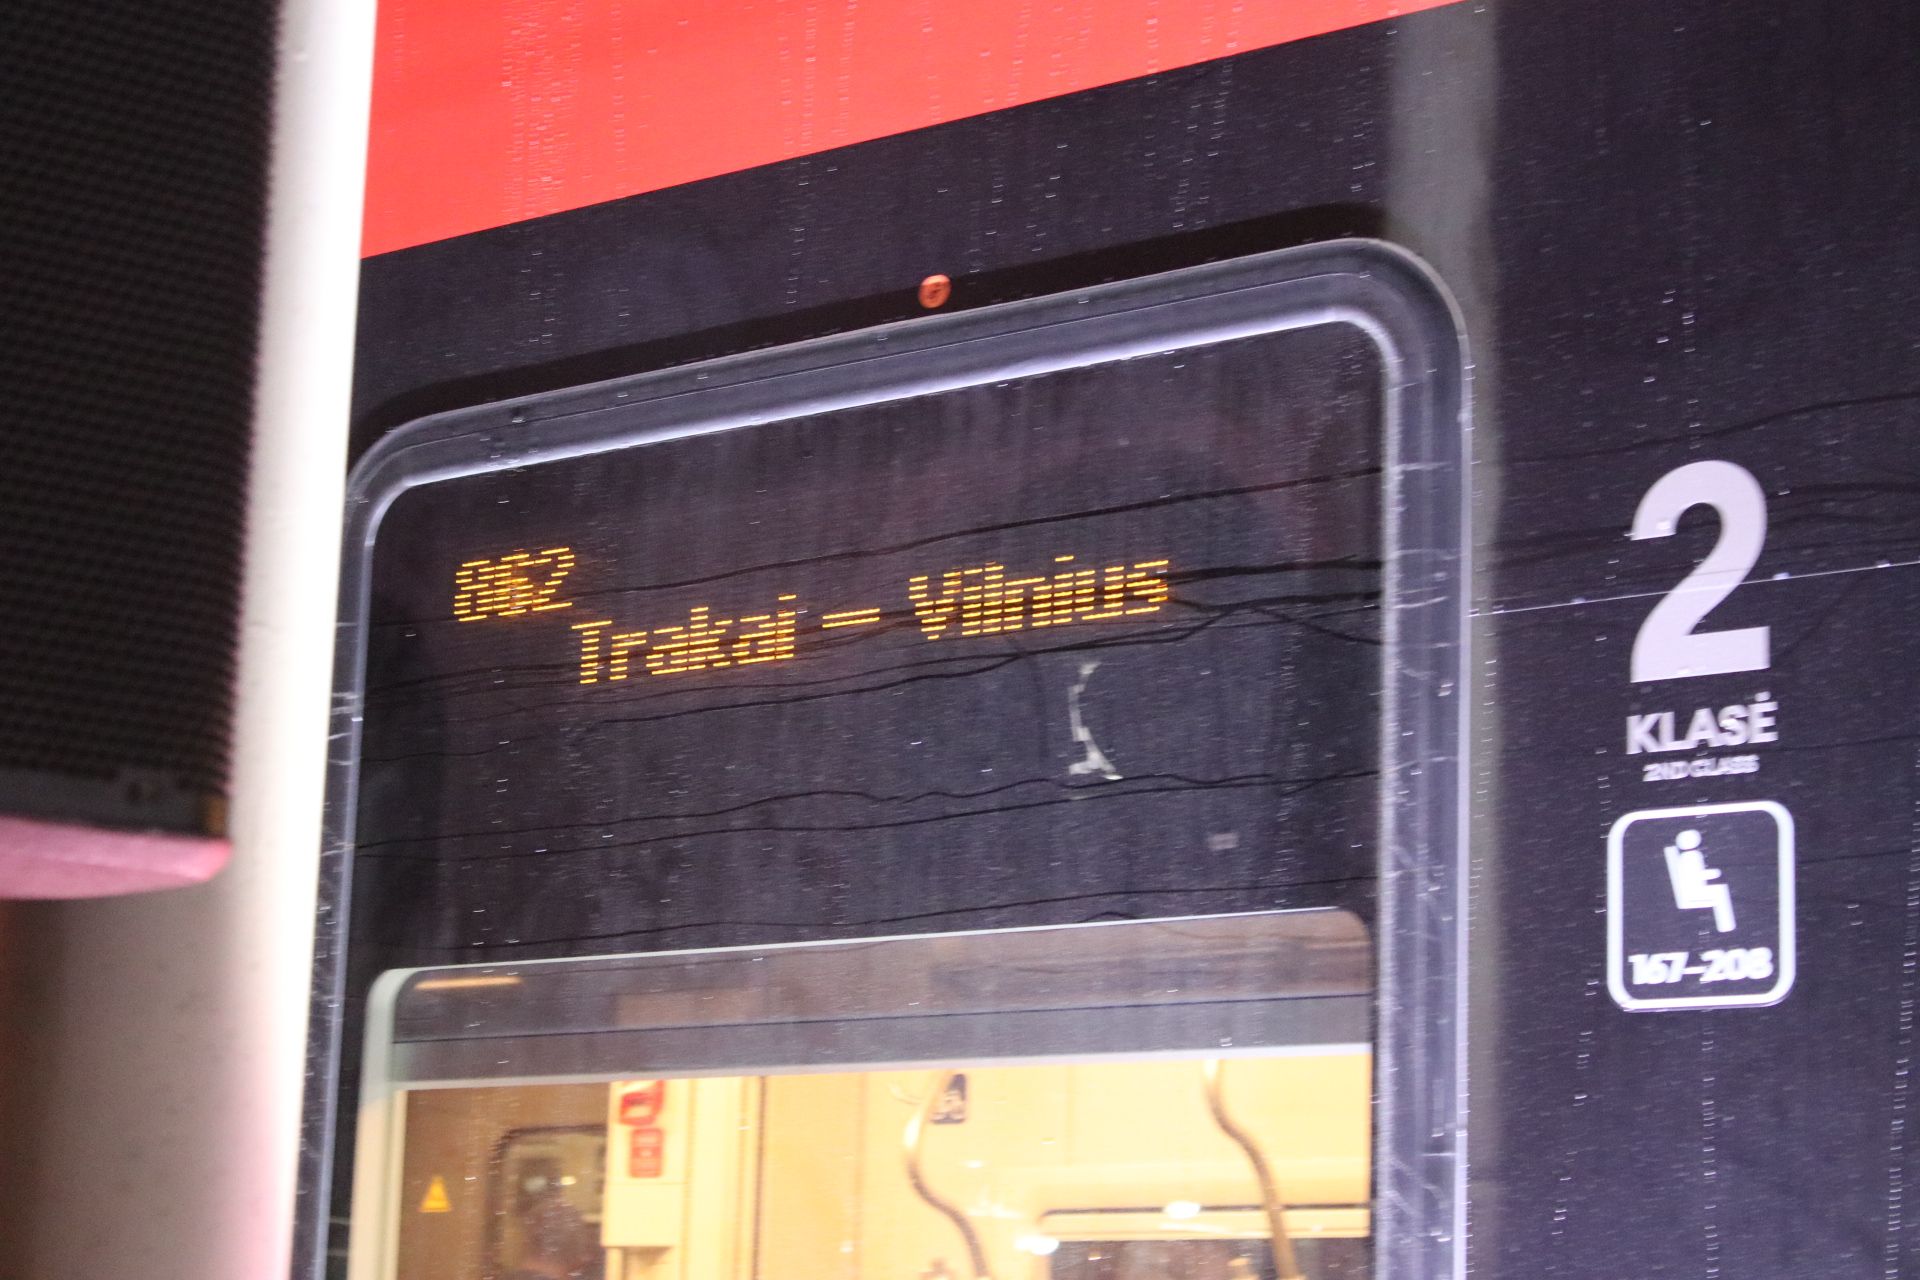 862
Trakai – Vilnius
2
KLASĖ
2ND CLASS
167–208